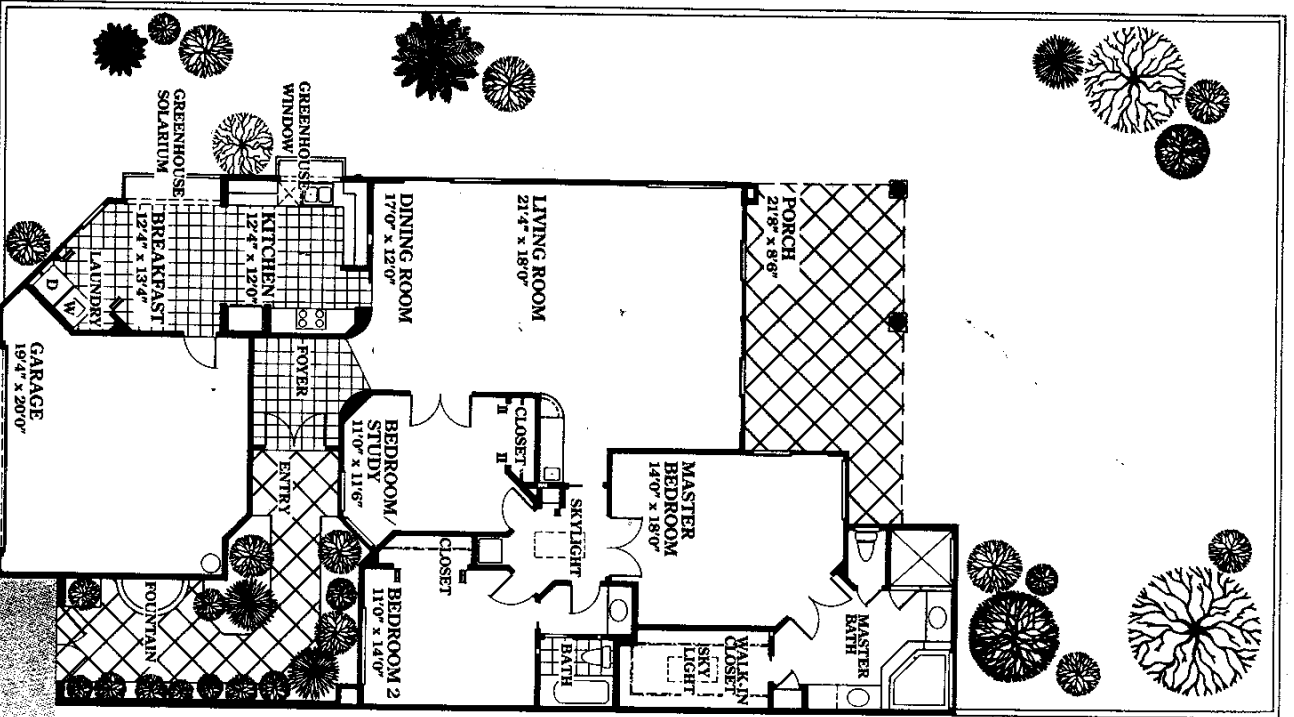 GREENHOUSE
WINDOW
GREENHOUSE
SOLARIUM
PORCH
21'8" x 8'6"
LIVING ROOM
21'4" x 18'0"
DINING ROOM
17'0" x 12'0"
KITCHEN
12'4" x 12'0"
BREAKFAST
12'4" x 13'4"
LAUNDRY
D
W
GARAGE
19'4" x 20'0"
FOYER
ENTRY
FOUNTAIN
BEDROOM/
STUDY
11'0" x 11'6"
CLOSET
SKYLIGHT
MASTER
BEDROOM
14'0" x 18'0"
CLOSET
BEDROOM 2
11'0" x 14'0"
BATH
WALK-IN
CLOSET
SKY
LIGHT
MASTER
BATH